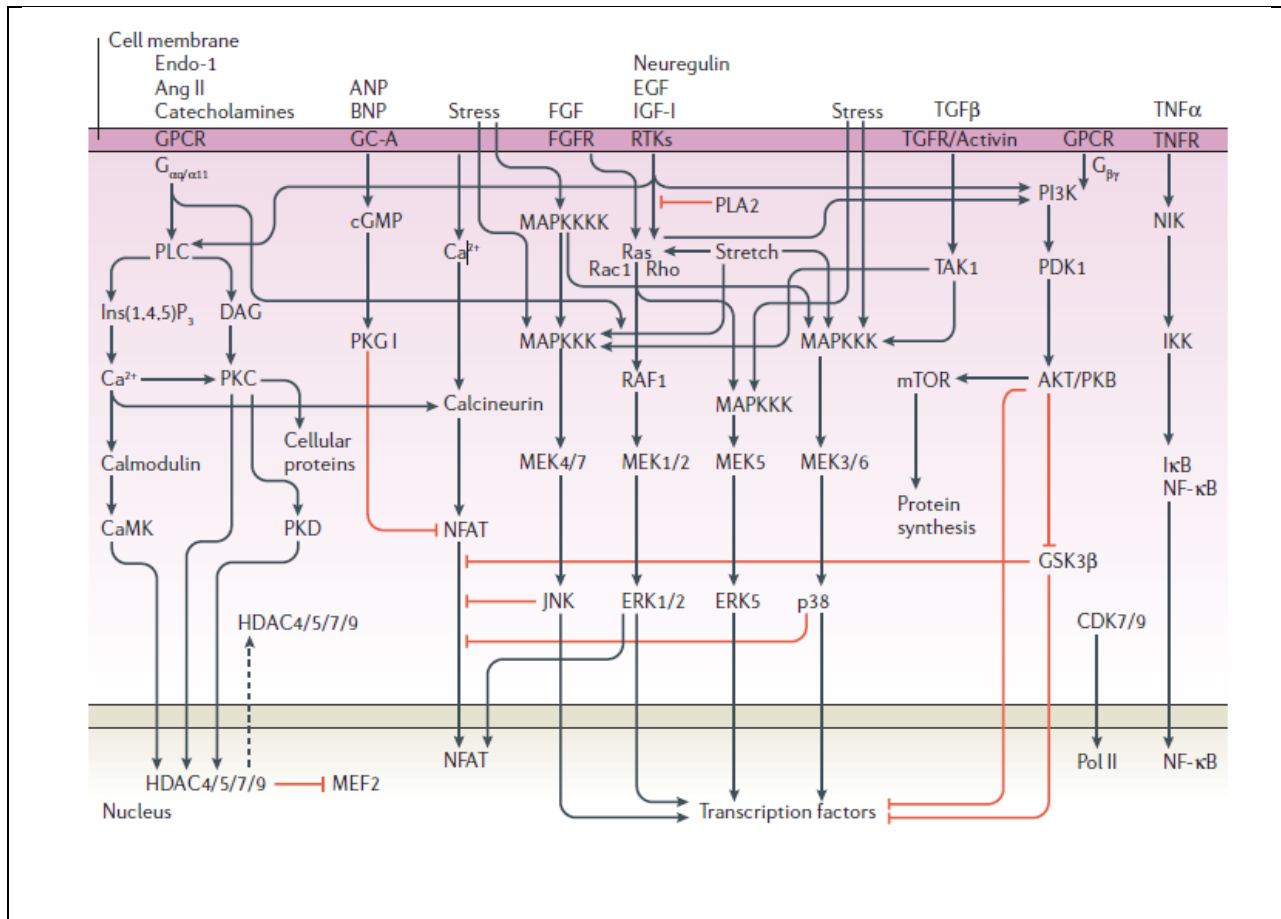 Cell membrane
Endo-1
Ang II
Catecholamines
ANP
BNP
Stress
FGF
Neuregulin
EGF
IGF-I
Stress
TGFβ
TNFα
GPCR
GC-A
FGFR
RTKs
TGFR/Activin
GPCR
TNFR
Gαq/α11
Gβγ
PI3K
PLA2
cGMP
MAPKKKK
NIK
PLC
Ca²⁺
Ras
Stretch
Rac1
Rho
TAK1
PDK1
Ins(1,4,5)P₃
DAG
PKG I
MAPKKK
MAPKKK
IKK
Ca²⁺
PKC
RAF1
mTOR
AKT/PKB
Calcineurin
MAPKKK
Cellular
proteins
Calmodulin
MEK4/7
MEK1/2
MEK5
MEK3/6
IκB
NF-κB
Protein
synthesis
CaMK
PKD
NFAT
GSK3β
JNK
ERK1/2
ERK5
p38
HDAC4/5/7/9
CDK7/9
NFAT
Pol II
NF-κB
HDAC4/5/7/9
MEF2
Nucleus
Transcription factors